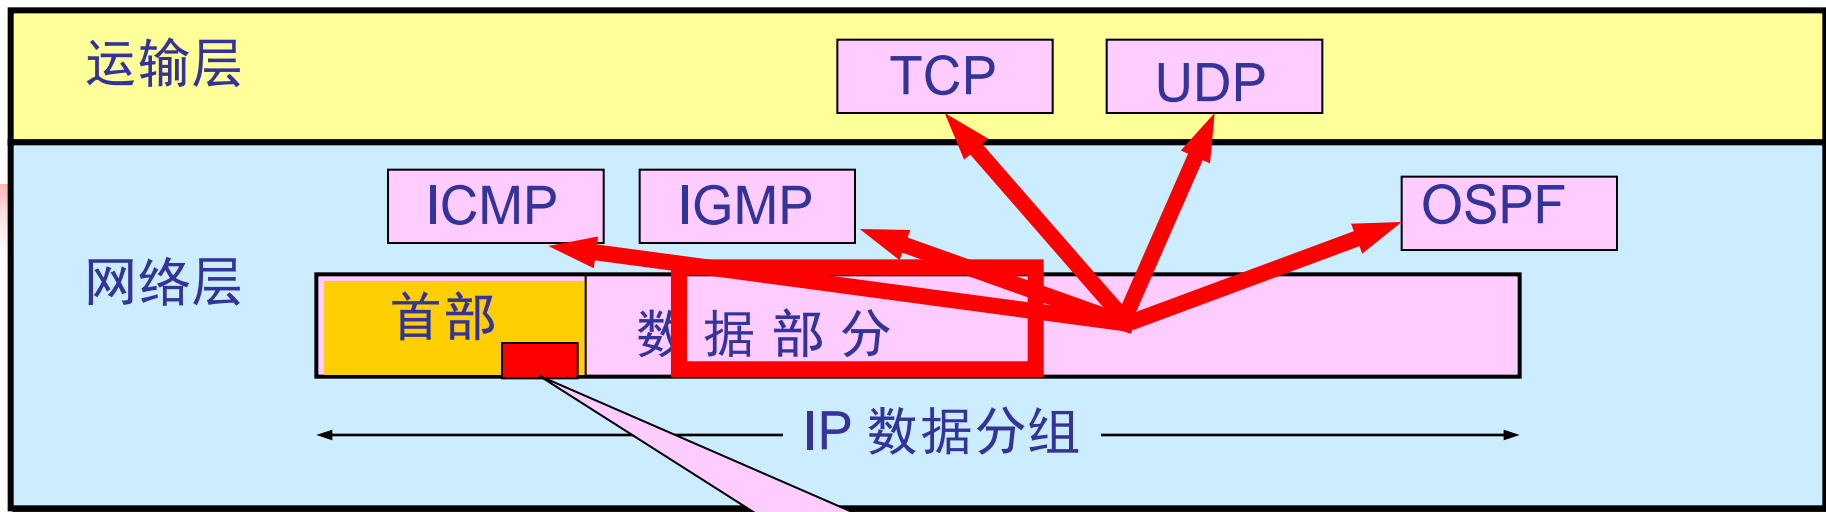 运输层
TCP
UDP
ICMP
IGMP
OSPF
网络层
首部
数据部分
IP 数据分组